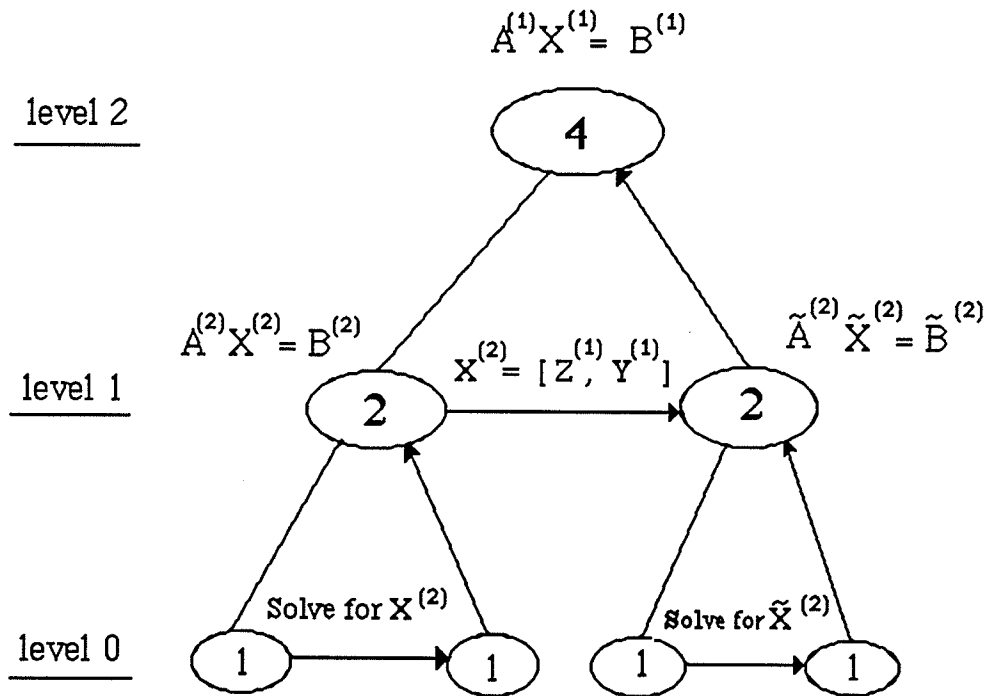 A⁽¹⁾X⁽¹⁾= B⁽¹⁾
level 2
4
A⁽²⁾X⁽²⁾= B⁽²⁾
Ã⁽²⁾ X̃⁽²⁾= B̃⁽²⁾
X⁽²⁾= [Z⁽¹⁾, Y⁽¹⁾]
level 1
2
2
Solve for X⁽²⁾
Solve for X̃⁽²⁾
level 0
1
1
1
1